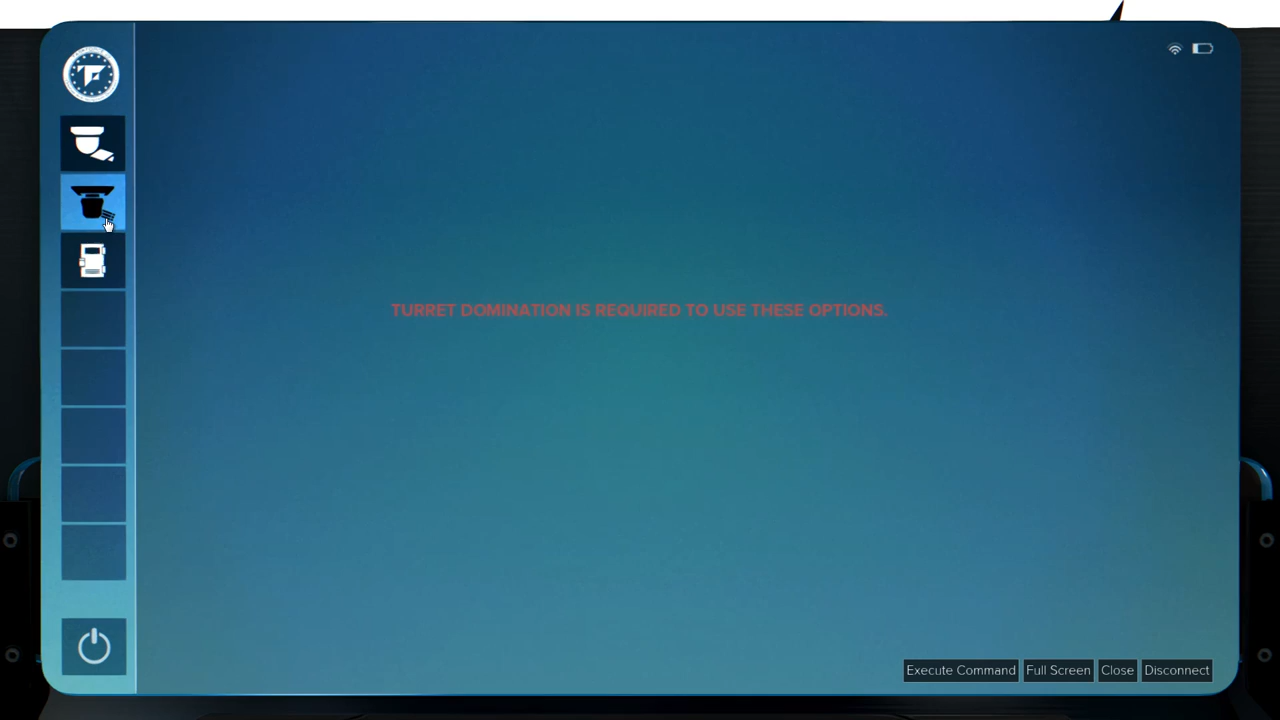 TURRET DOMINATION IS REQUIRED TO USE THESE OPTIONS.
Execute Command Full Screen Close Disconnect